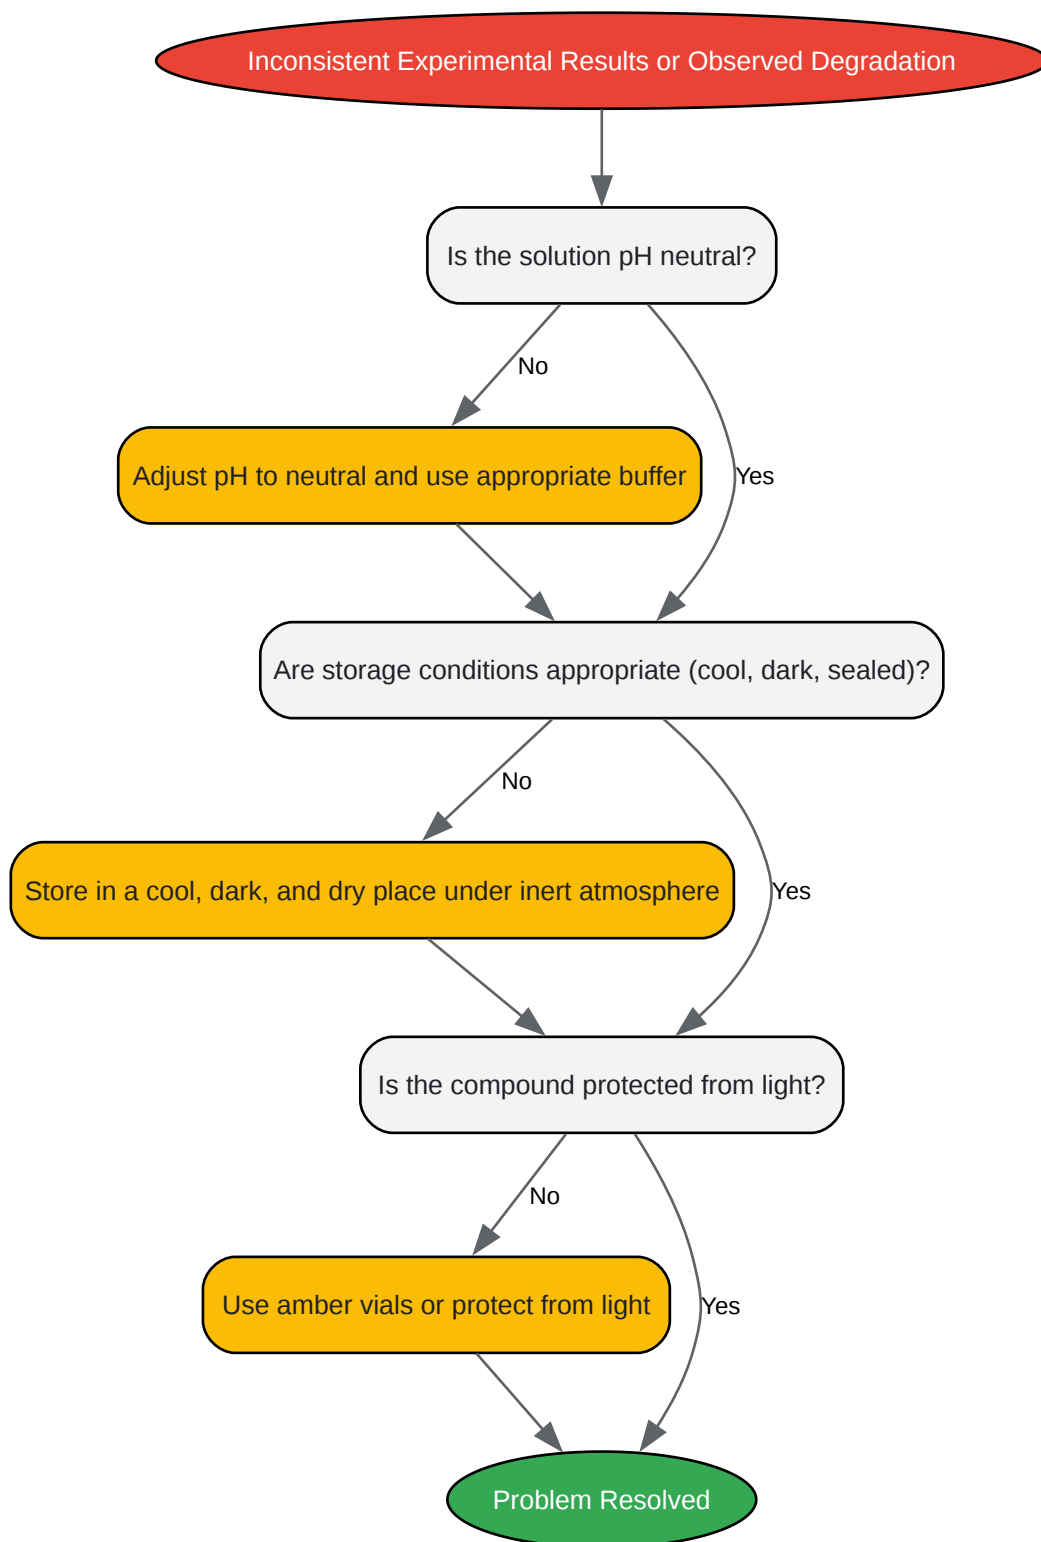 Inconsistent Experimental Results or Observed Degradation
Is the solution pH neutral?
No
Adjust pH to neutral and use appropriate buffer
Yes
Are storage conditions appropriate (cool, dark, sealed)?
No
Store in a cool, dark, and dry place under inert atmosphere
Yes
Is the compound protected from light?
No
Use amber vials or protect from light
Yes
Problem Resolved